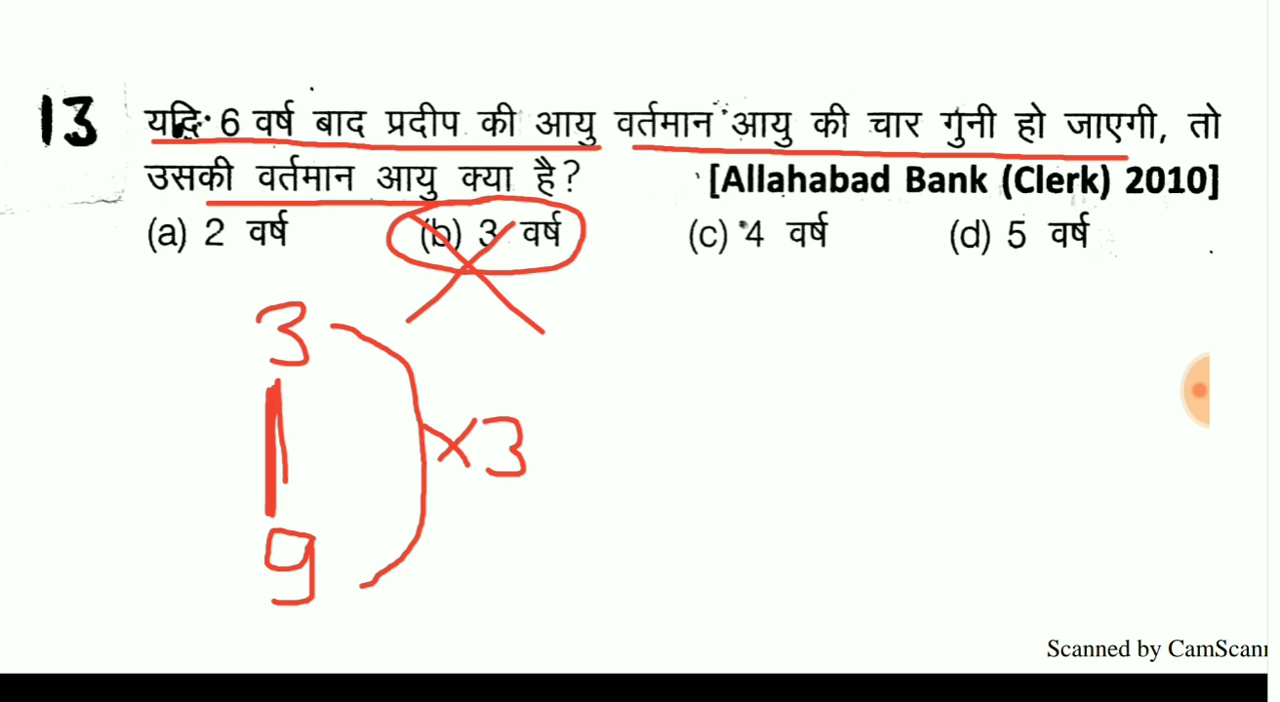 13 यदि 6 वर्ष बाद प्रदीप की आयु वर्तमान आयु की चार गुनी हो जाएगी, तो
उसकी वर्तमान आयु क्या है? [Allahabad Bank (Clerk) 2010]
(a) 2 वर्ष (b) 3 वर्ष (c) 4 वर्ष (d) 5 वर्ष
3
×3
9
Scanned by CamScann